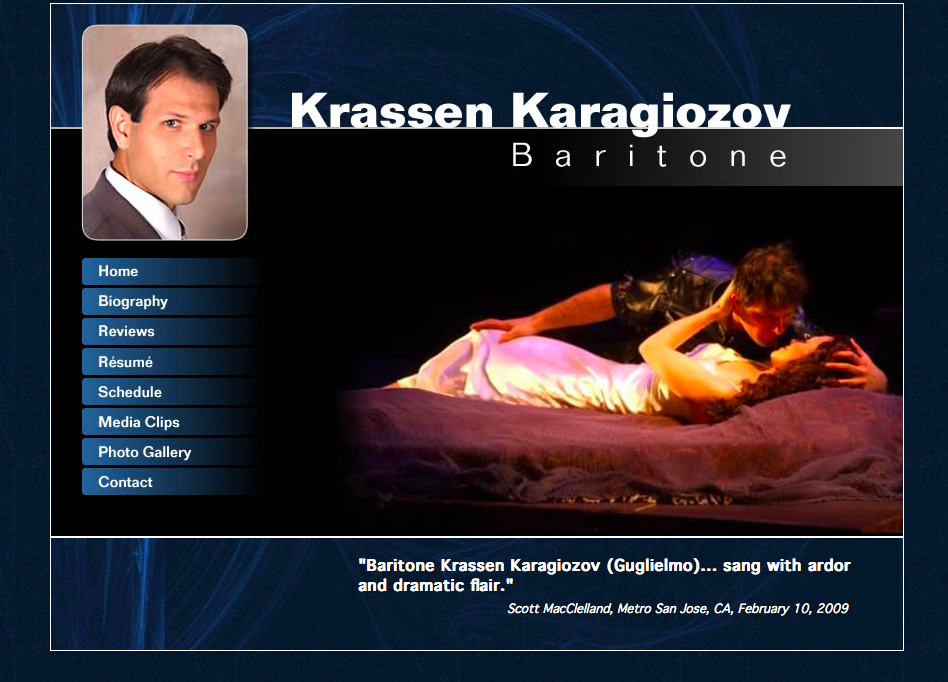 Krassen Karagiozov
Baritone
Home
Biography
Reviews
Résumé
Schedule
Media Clips
Photo Gallery
Contact
"Baritone Krassen Karagiozov (Guglielmo)... sang with ardor
and dramatic flair."
Scott MacClelland, Metro San Jose, CA, February 10, 2009